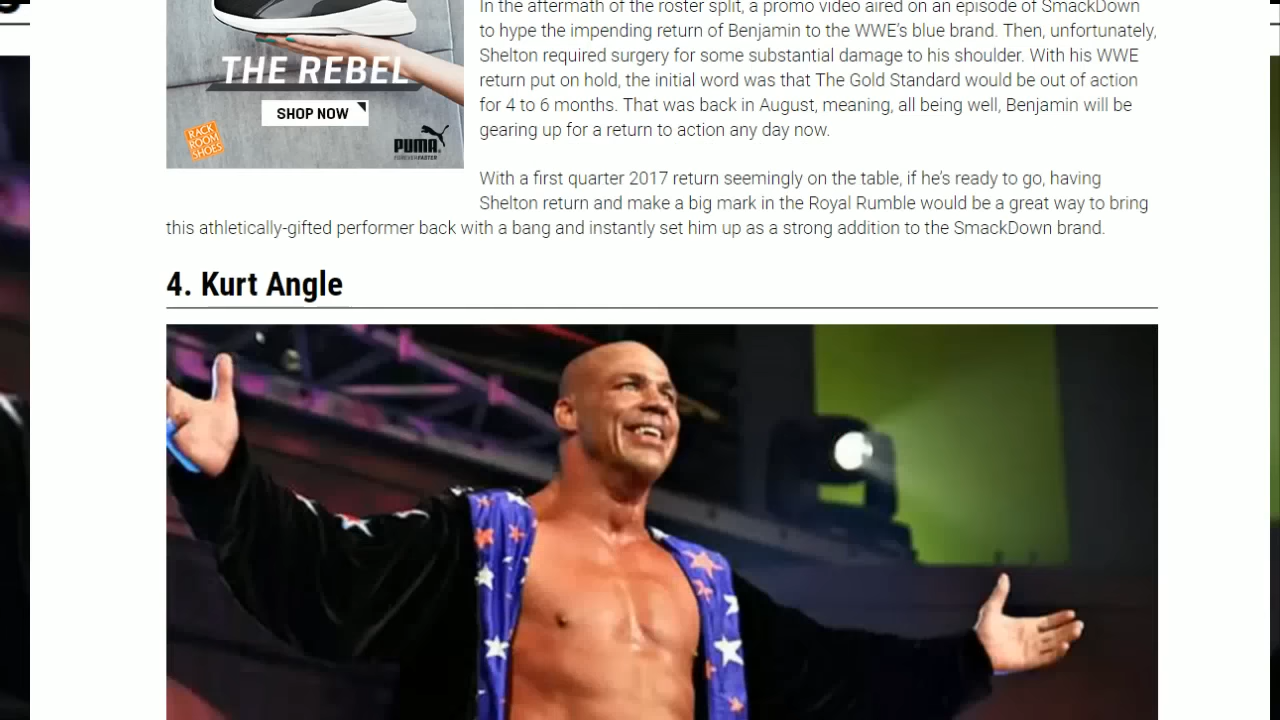 In the aftermath of the roster split, a promo video aired on an episode of SmackDown
to hype the impending return of Benjamin to the WWE's blue brand. Then, unfortunately,
Shelton required surgery for some substantial damage to his shoulder. With his WWE
return put on hold, the initial word was that The Gold Standard would be out of action
for 4 to 6 months. That was back in August, meaning, all being well, Benjamin will be
gearing up for a return to action any day now.
THE REBEL
SHOP NOW
RACK
ROOM
SHOES
PUMA
FOREVER FASTER
With a first quarter 2017 return seemingly on the table, if he's ready to go, having
Shelton return and make a big mark in the Royal Rumble would be a great way to bring
this athletically-gifted performer back with a bang and instantly set him up as a strong addition to the SmackDown brand.
4. Kurt Angle